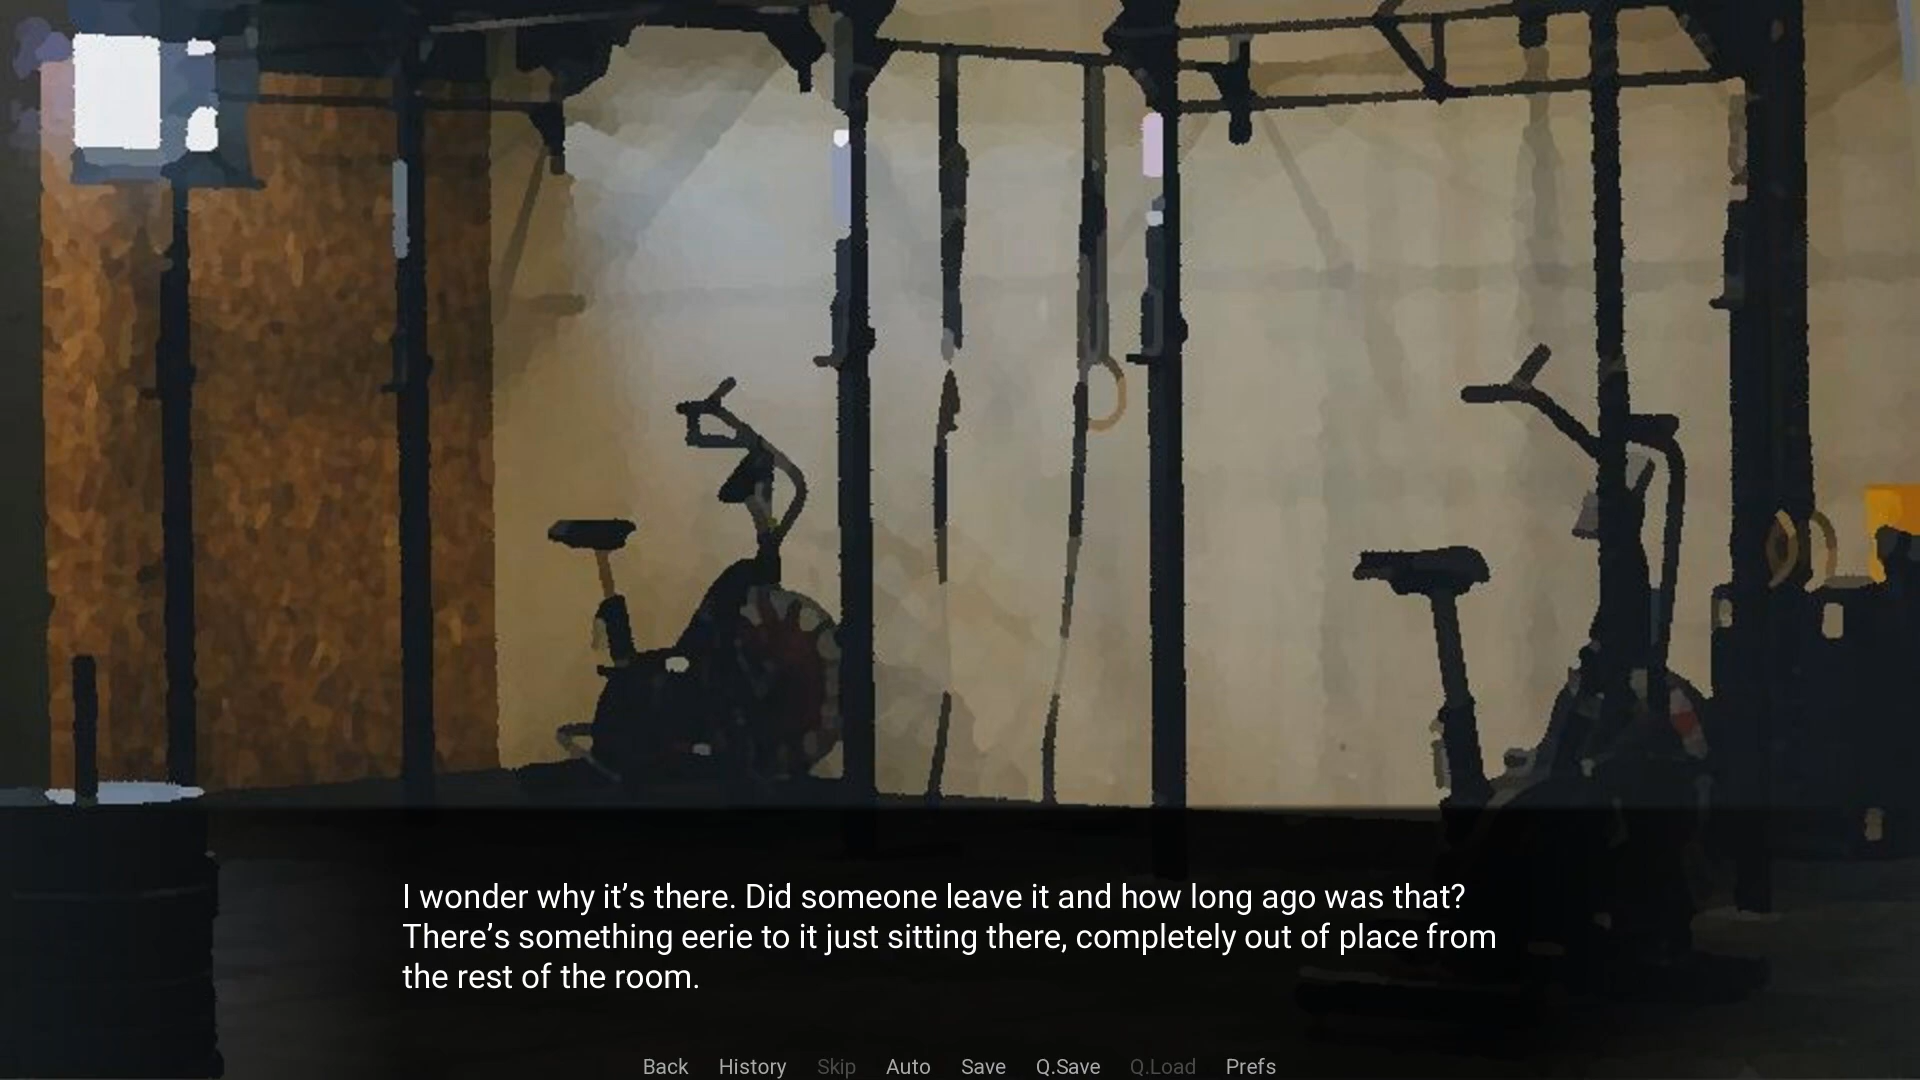 I wonder why it’s there. Did someone leave it and how long ago was that?
There’s something eerie to it just sitting there, completely out of place from
the rest of the room.
Back History Skip Auto Save Q.Save Q.Load Prefs